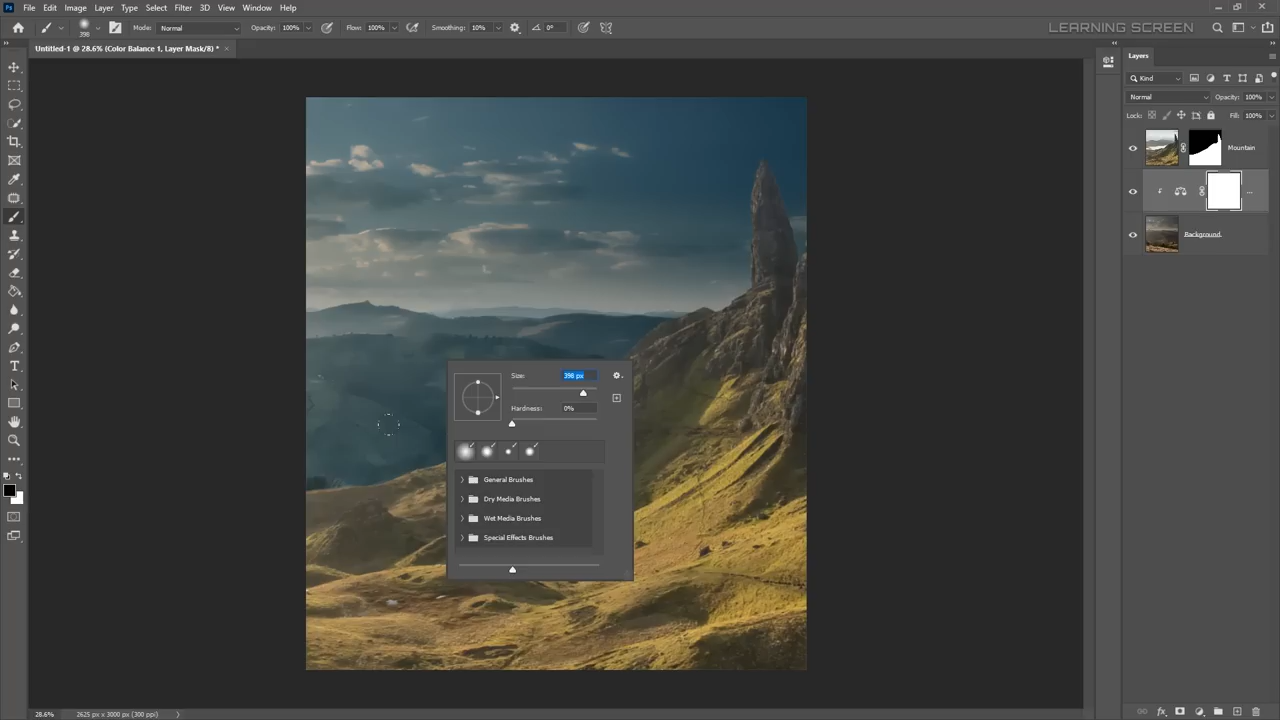 Ps File Edit Image Layer Type Select Filter 3D View Window Help
398 Mode: Normal Opacity: 100% Flow: 100% Smoothing: 10% 0° LEARNING SCREEN
Untitled-1 @ 28.6% (Color Balance 1, Layer Mask/8) * ×
Layers
Kind
Normal Opacity: 100%
Lock: Fill: 100%
Mountain
...
Background
Size: 398 px
Hardness: 0%
General Brushes
Dry Media Brushes
Wet Media Brushes
Special Effects Brushes
28.6% 2625 px x 3000 px (300 ppi)